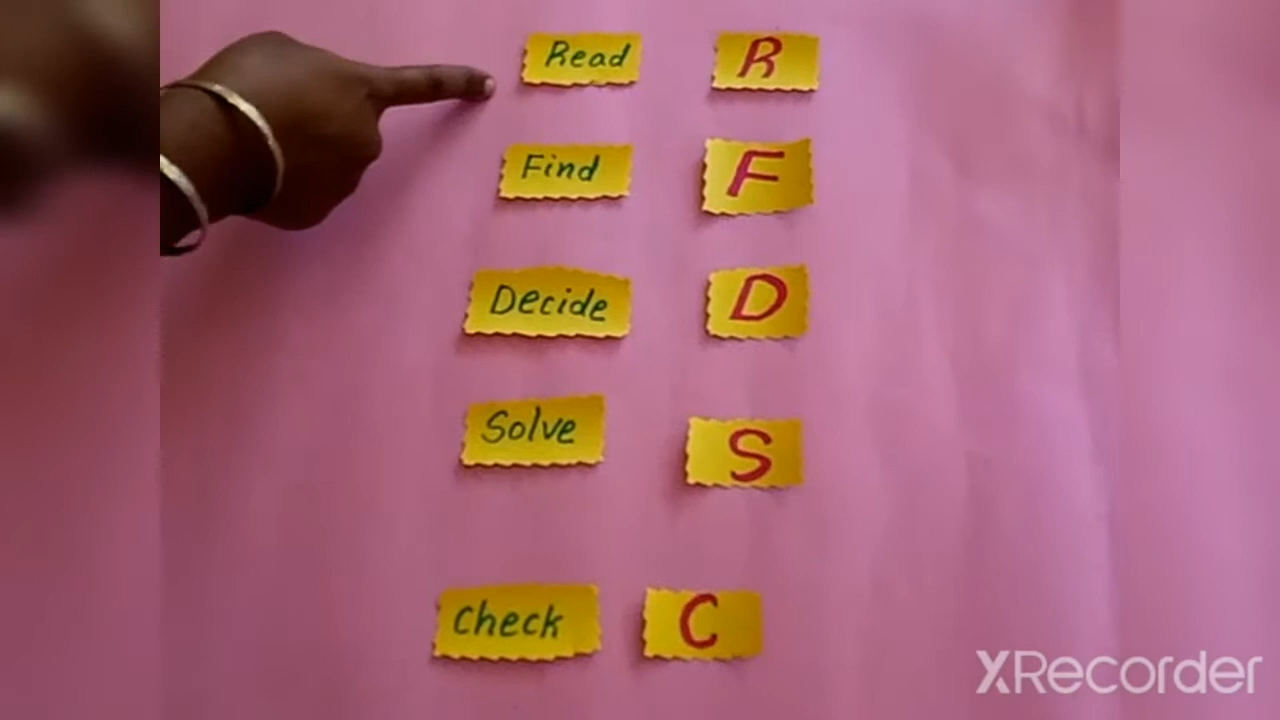 Read R
Find F
Decide D
Solve S
check C
XRecorder